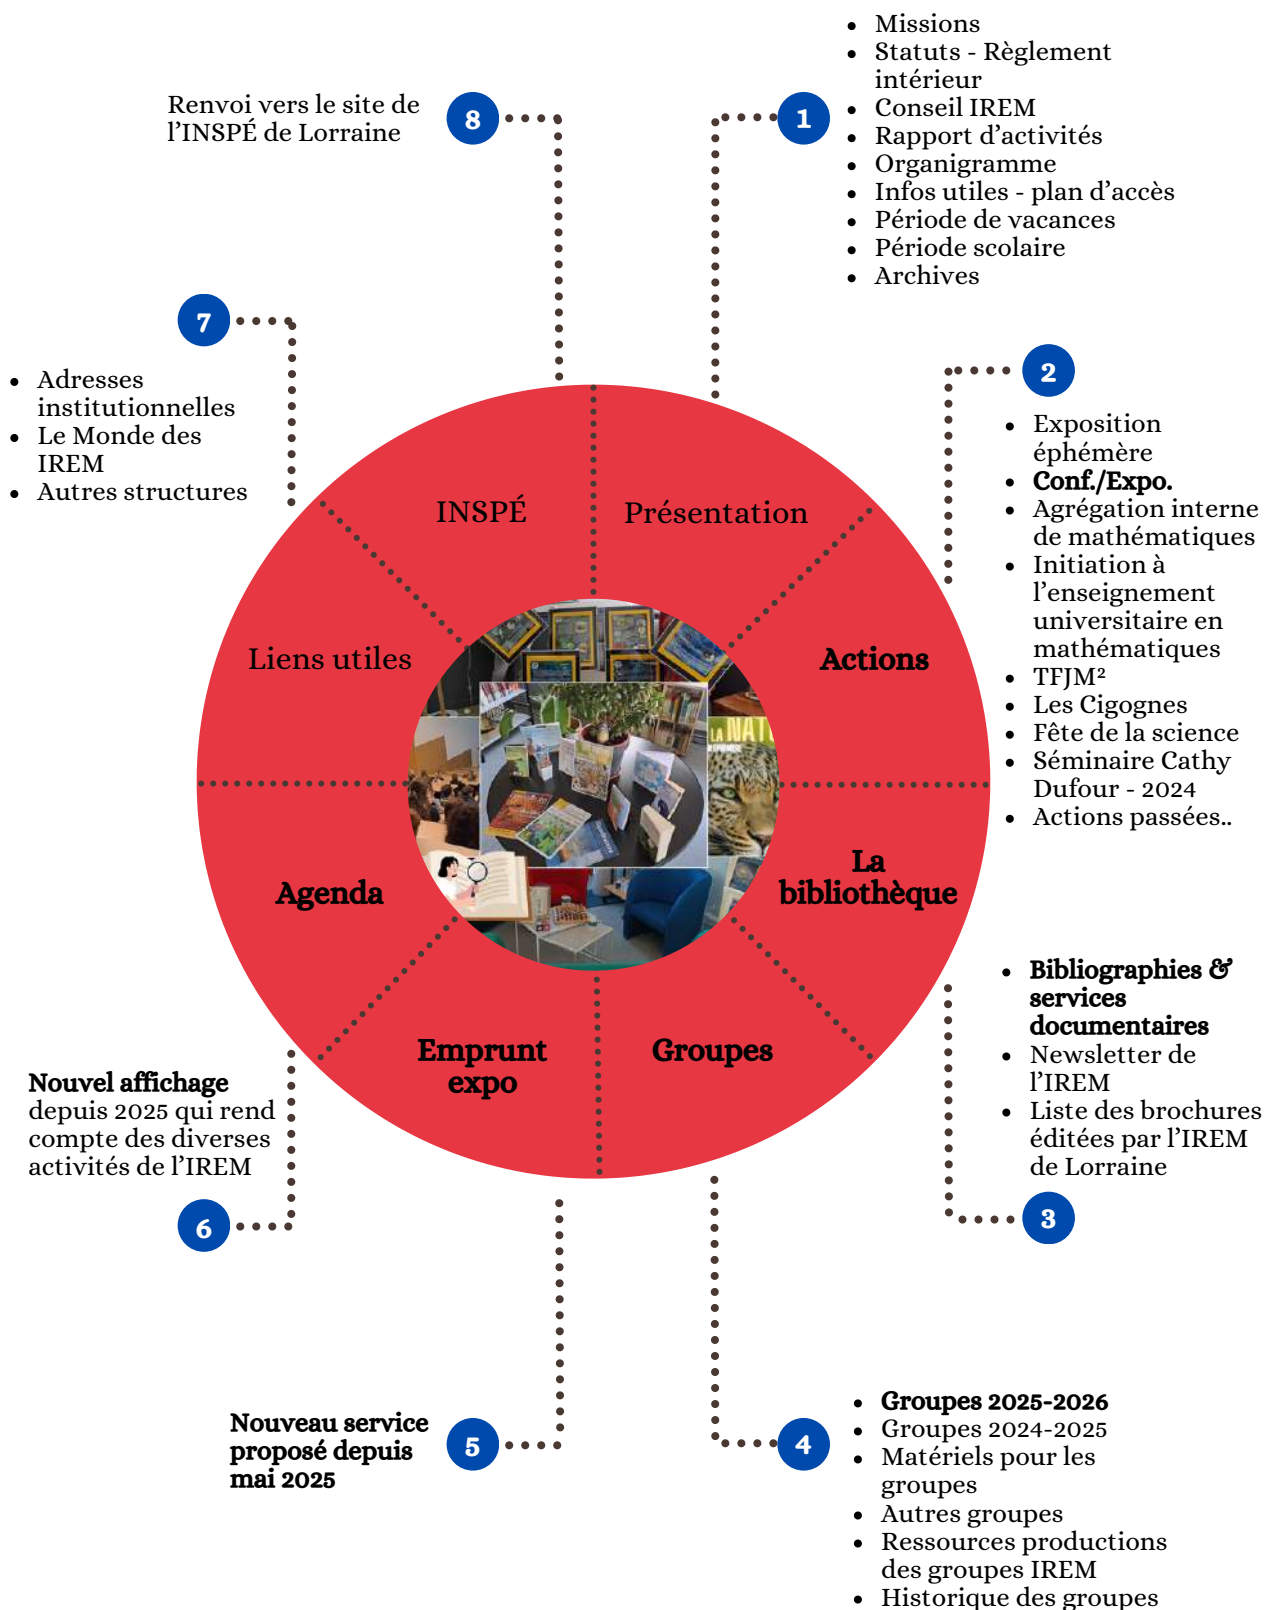 Missions
Statuts - Règlement
intérieur
Conseil IREM
Rapport d'activités
Organigramme
Infos utiles - plan d'accès
Période de vacances
Période scolaire
Archives
1
Renvoi vers le site de
l'INSPÉ de Lorraine
8
7
Adresses
institutionnelles
Le Monde des
IREM
Autres structures
2
Exposition
éphémère
Conf./Expo.
Agrégation interne
de mathématiques
Initiation à
l'enseignement
universitaire en
mathématiques
TFJM²
Les Cigognes
Fête de la science
Séminaire Cathy
Dufour - 2024
Actions passées..
INSPÉ
Présentation
Liens utiles
Actions
LA NATU
Agenda
La
bibliothèque
Emprunt
expo
Groupes
Bibliographies &
services
documentaires
Newsletter de
l'IREM
Liste des brochures
éditées par l'IREM
de Lorraine
3
Nouvel affichage
depuis 2025 qui rend
compte des diverses
activités de l'IREM
6
Nouveau service
proposé depuis
mai 2025
5
4
Groupes 2025-2026
Groupes 2024-2025
Matériels pour les
groupes
Autres groupes
Ressources productions
des groupes IREM
Historique des groupes